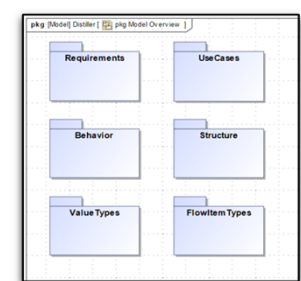 pkg [Model] Distiller [ pkg Model Overview ]
Requirements
UseCases
Behavior
Structure
ValueTypes
FlowItemTypes